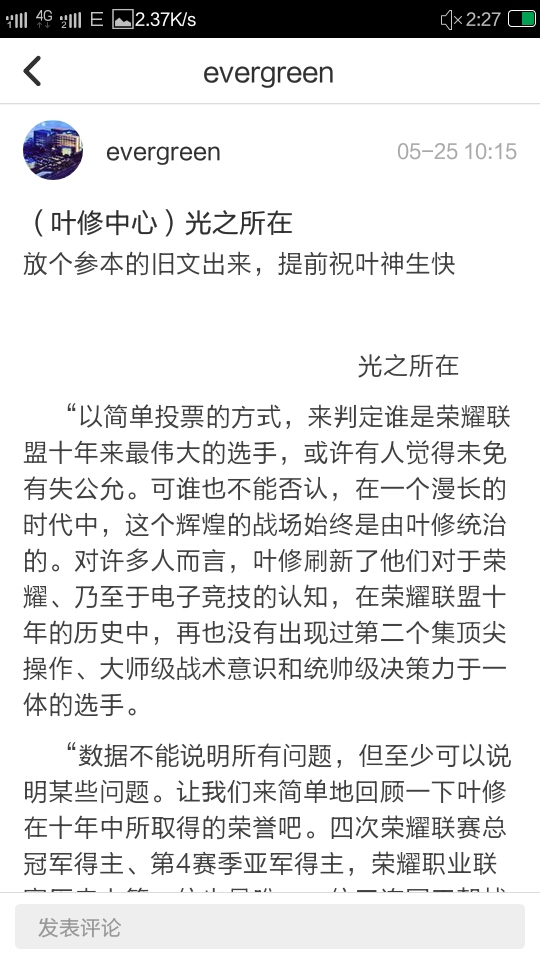 4G E 2.37K/s 2:27
evergreen
evergreen 05-25 10:15
（叶修中心）光之所在
放个参本的旧文出来，提前祝叶神生快
光之所在
“以简单投票的方式，来判定谁是荣耀联
盟十年来最伟大的选手，或许有人觉得未免
有失公允。可谁也不能否认，在一个漫长的
时代中，这个辉煌的战场始终是由叶修统治
的。对许多人而言，叶修刷新了他们对于荣
耀、乃至于电子竞技的认知，在荣耀联盟十
年的历史中，再也没有出现过第二个集顶尖
操作、大师级战术意识和统帅级决策力于一
体的选手。
“数据不能说明所有问题，但至少可以说
明某些问题。让我们来简单地回顾一下叶修
在十年中所取得的荣誉吧。四次荣耀联赛总
冠军得主、第4赛季亚军得主，荣耀职业联
发表评论